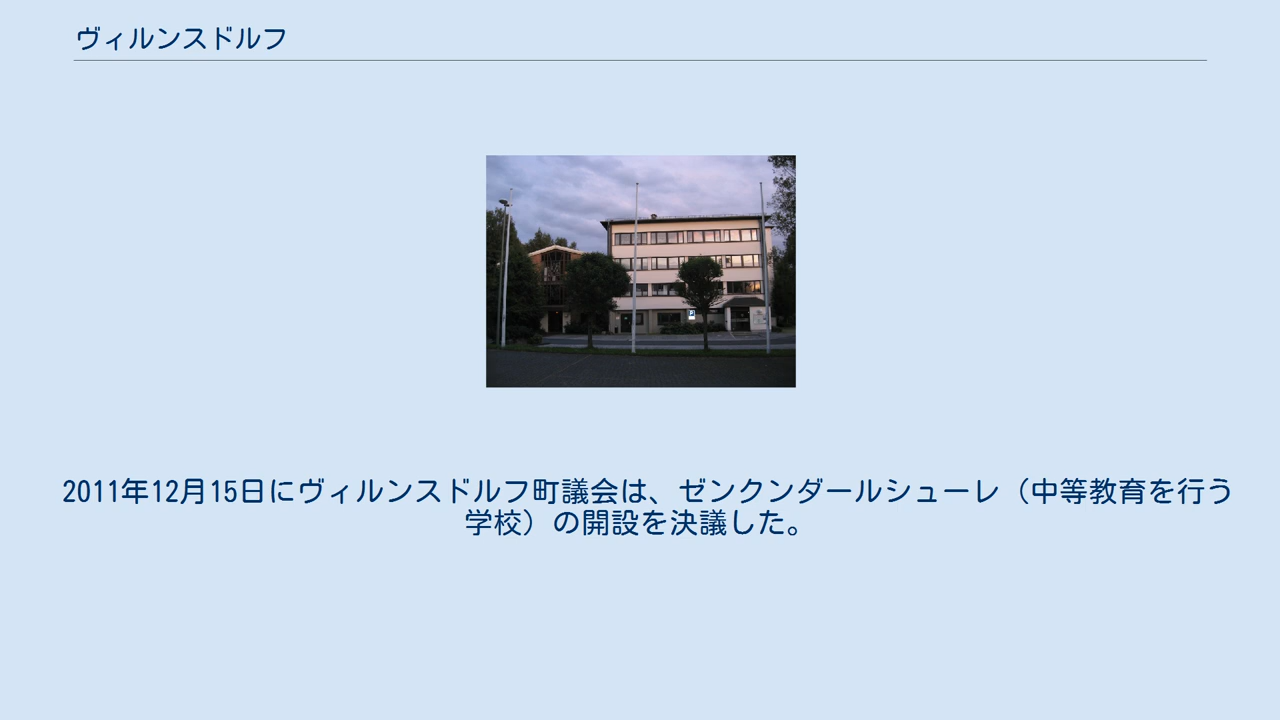 ヴィルンスドルフ
P
2011年12月15日にヴィルンスドルフ町議会は、ゼンクンダールシューレ（中等教育を行う
学校）の開設を決議した。